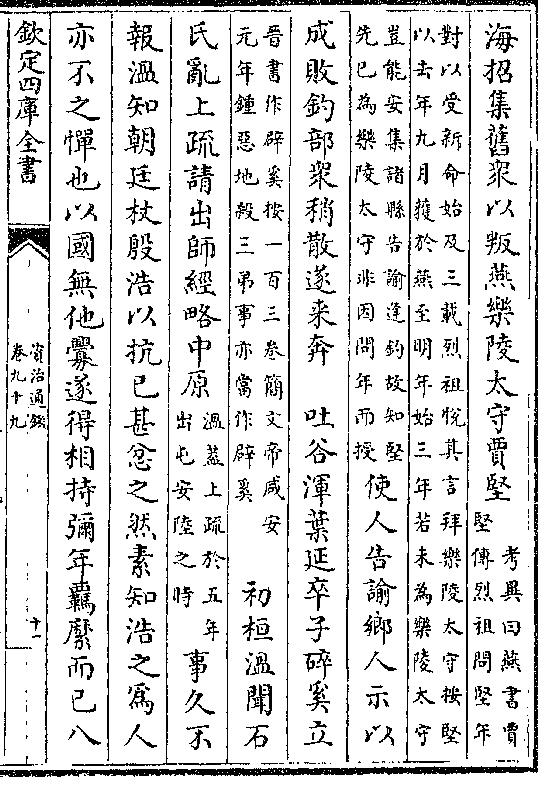 海招集舊衆以叛燕樂陵太守賈堅
考異曰燕書賈
堅傳烈祖問堅年
對以受新命始及三載烈祖悅其言拜樂陵太守按堅
以去年九月獲於燕至明年始三年若未為樂陵太守
豈能安集諸縣告諭逢釣故知堅
先已為樂陵太守非因問年而授
使人告諭鄉人示以
成敗釣部衆稍散遂来奔　吐谷渾葉延卒子碎奚立
晉書作辟奚按一百三卷簡文帝咸安
元年鍾惡地殺三弟事亦當作辟奚
初桓溫聞石
氏亂上疏請出師經略中原
溫蓋上疏於五年
出屯安陸之時
事久不
報溫知朝廷杖殷浩以抗已甚忿之然素知浩之爲人
亦不之憚也以國無他釁遂得相持彌年羈縻而已八
欽定四庫全書
資治通鑑
卷九十九
十一